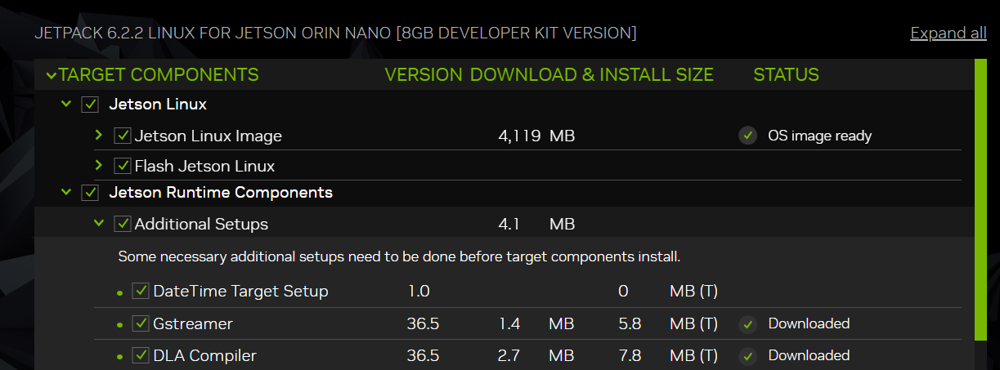 JETPACK 6.2.2 LINUX FOR JETSON ORIN NANO [8GB DEVELOPER KIT VERSION] Expand all
TARGET COMPONENTS VERSION DOWNLOAD & INSTALL SIZE STATUS
Jetson Linux
Jetson Linux Image 4,119 MB OS image ready
Flash Jetson Linux
Jetson Runtime Components
Additional Setups 4.1 MB
Some necessary additional setups need to be done before target components install.
DateTime Target Setup 1.0 0 MB (T)
Gstreamer 36.5 1.4 MB 5.8 MB (T) Downloaded
DLA Compiler 36.5 2.7 MB 7.8 MB (T) Downloaded